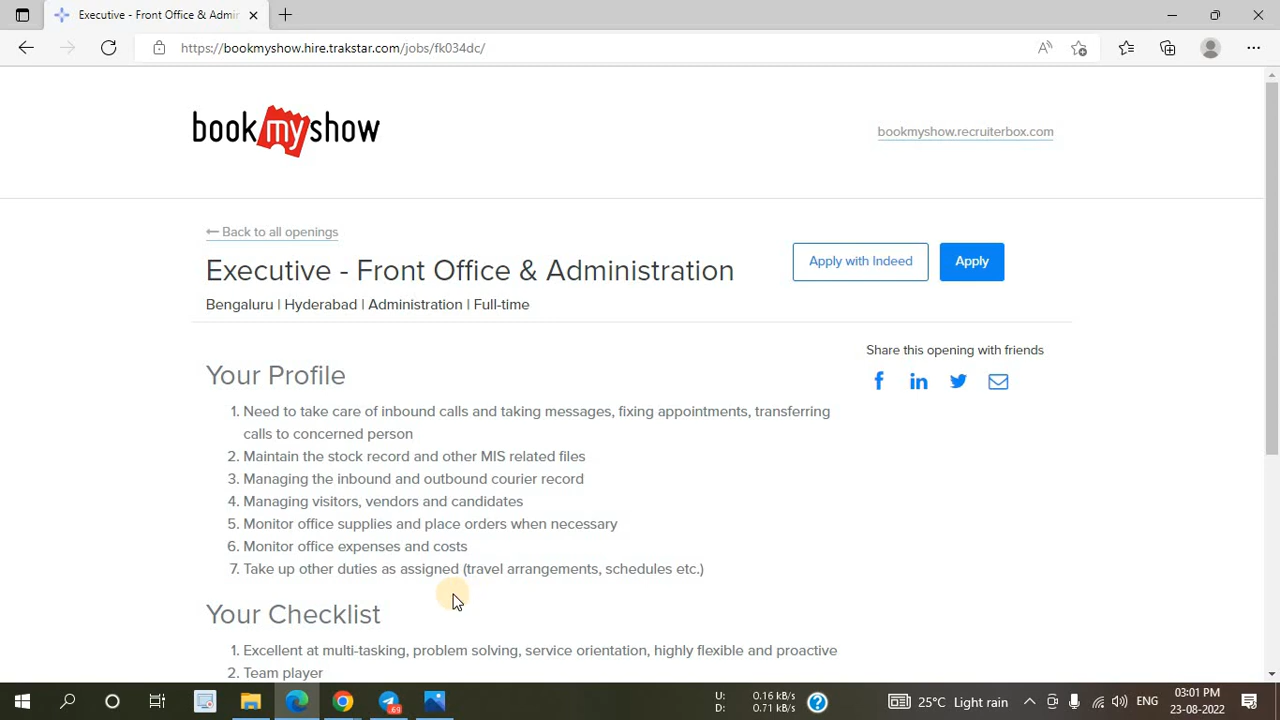 Executive - Front Office & Admir
https://bookmyshow.hire.trakstar.com/jobs/fk034dc/
bookmyshow
bookmyshow.recruiterbox.com
Back to all openings
Executive - Front Office & Administration
Apply with Indeed
Apply
Bengaluru | Hyderabad | Administration | Full-time
Share this opening with friends
Your Profile
1. Need to take care of inbound calls and taking messages, fixing appointments, transferring
calls to concerned person
2. Maintain the stock record and other MIS related files
3. Managing the inbound and outbound courier record
4. Managing visitors, vendors and candidates
5. Monitor office supplies and place orders when necessary
6. Monitor office expenses and costs
7. Take up other duties as assigned (travel arrangements, schedules etc.)
Your Checklist
1. Excellent at multi-tasking, problem solving, service orientation, highly flexible and proactive
2. Team player
U: 0.16 kB/s
D: 0.71 kB/s
25°C Light rain
ENG
03:01 PM
23-08-2022